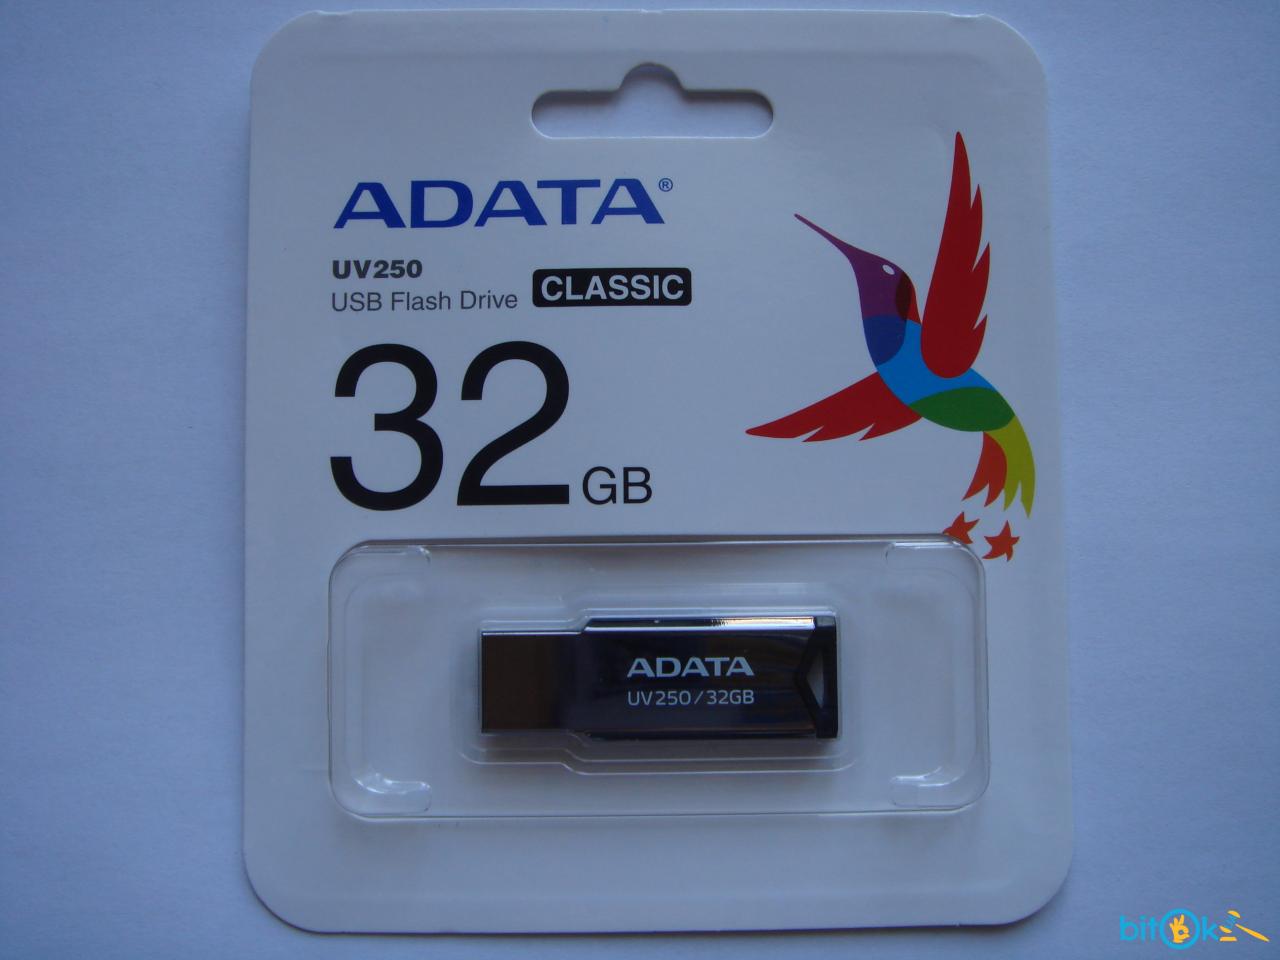 ADATA®
UV250
USB Flash Drive CLASSIC
32 GB
ADATA
UV250/32GB
bitOk